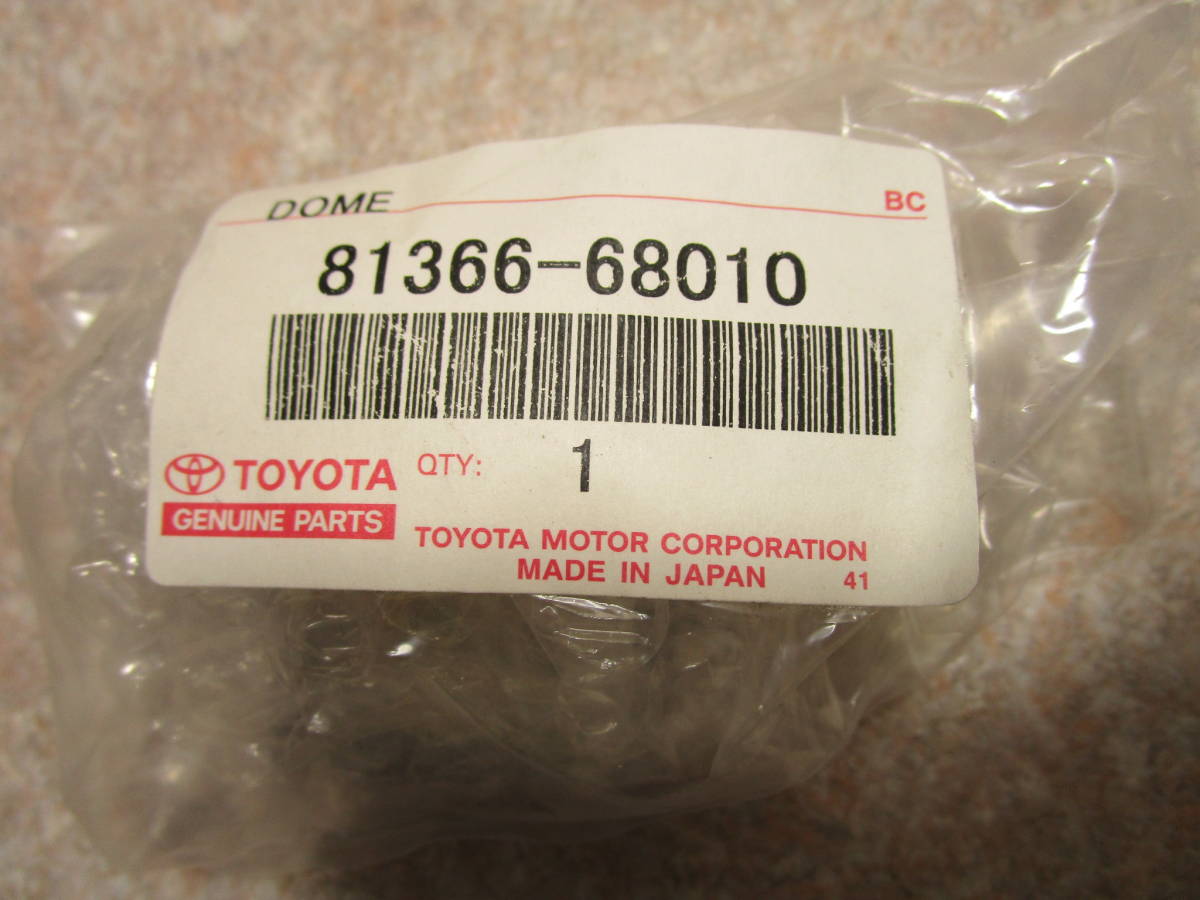 DOME BC
81366-68010
TOYOTA QTY: 1
GENUINE PARTS
TOYOTA MOTOR CORPORATION
MADE IN JAPAN 41